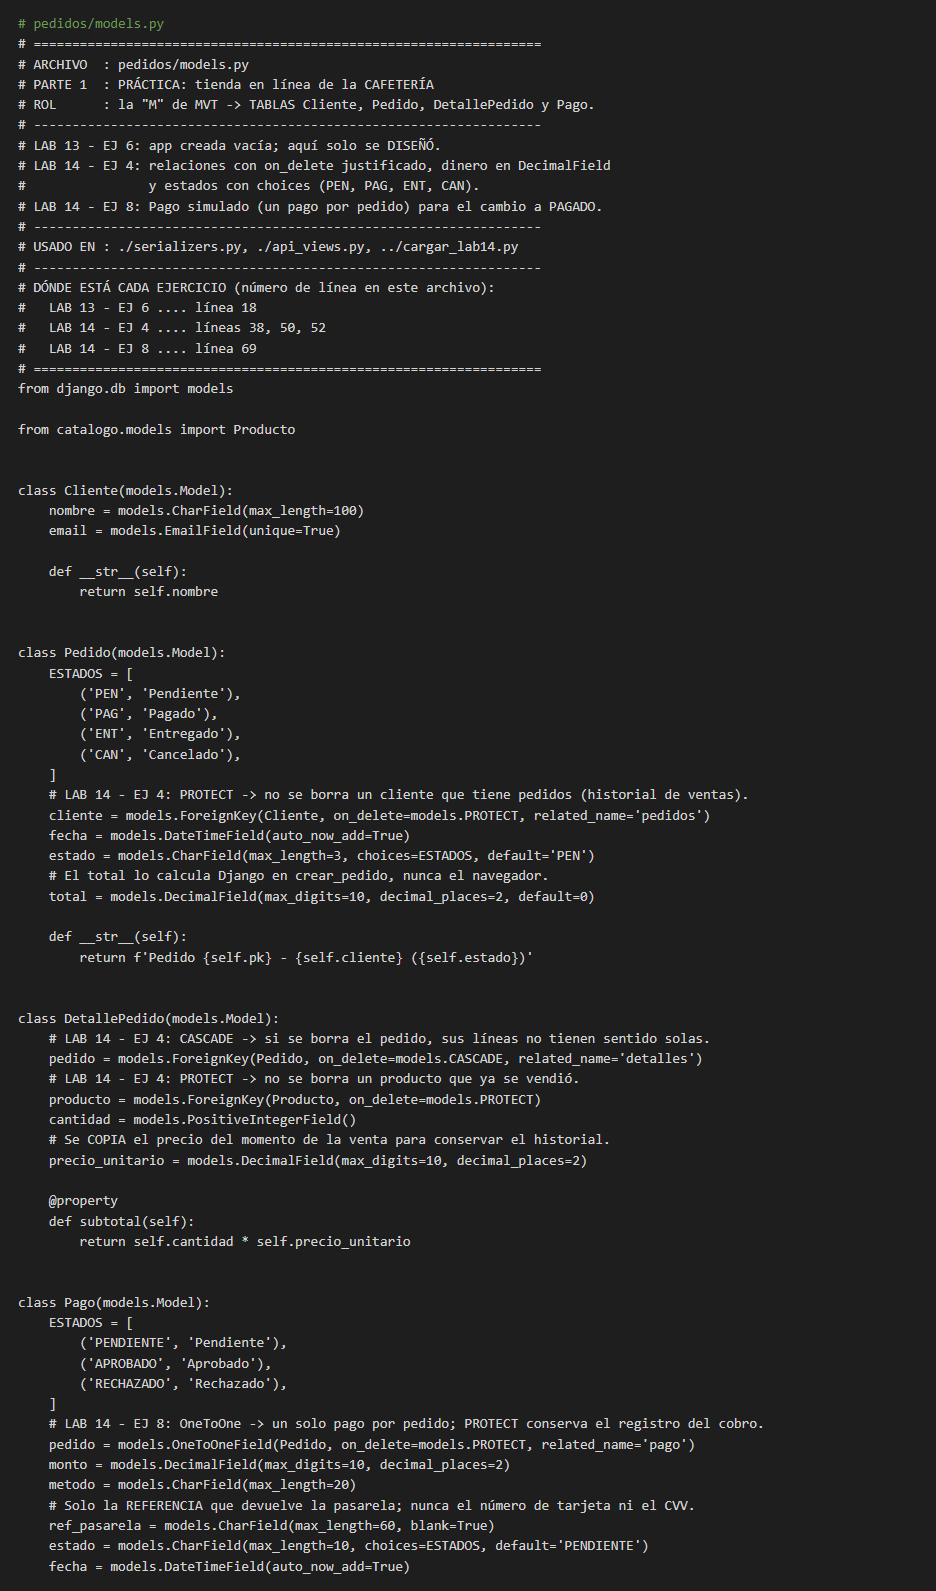 # pedidos/models.py
# ==================================================================
# ARCHIVO  : pedidos/models.py
# PARTE 1  : PRÁCTICA: tienda en línea de la CAFETERÍA
# ROL      : la "M" de MVT -> TABLAS Cliente, Pedido, DetallePedido y Pago.
# ------------------------------------------------------------------
# LAB 13 - EJ 6: app creada vacía; aquí solo se DISEÑÓ.
# LAB 14 - EJ 4: relaciones con on_delete justificado, dinero en DecimalField
#                y estados con choices (PEN, PAG, ENT, CAN).
# LAB 14 - EJ 8: Pago simulado (un pago por pedido) para el cambio a PAGADO.
# ------------------------------------------------------------------
# USADO EN : ./serializers.py, ./api_views.py, ../cargar_lab14.py
# ------------------------------------------------------------------
# DÓNDE ESTÁ CADA EJERCICIO (número de línea en este archivo):
#   LAB 13 - EJ 6 .... línea 18
#   LAB 14 - EJ 4 .... líneas 38, 50, 52
#   LAB 14 - EJ 8 .... línea 69
# ==================================================================
from django.db import models

from catalogo.models import Producto


class Cliente(models.Model):
    nombre = models.CharField(max_length=100)
    email = models.EmailField(unique=True)

    def __str__(self):
        return self.nombre


class Pedido(models.Model):
    ESTADOS = [
        ('PEN', 'Pendiente'),
        ('PAG', 'Pagado'),
        ('ENT', 'Entregado'),
        ('CAN', 'Cancelado'),
    ]
    # LAB 14 - EJ 4: PROTECT -> no se borra un cliente que tiene pedidos (historial de ventas).
    cliente = models.ForeignKey(Cliente, on_delete=models.PROTECT, related_name='pedidos')
    fecha = models.DateTimeField(auto_now_add=True)
    estado = models.CharField(max_length=3, choices=ESTADOS, default='PEN')
    # El total lo calcula Django en crear_pedido, nunca el navegador.
    total = models.DecimalField(max_digits=10, decimal_places=2, default=0)

    def __str__(self):
        return f'Pedido {self.pk} - {self.cliente} ({self.estado})'


class DetallePedido(models.Model):
    # LAB 14 - EJ 4: CASCADE -> si se borra el pedido, sus líneas no tienen sentido solas.
    pedido = models.ForeignKey(Pedido, on_delete=models.CASCADE, related_name='detalles')
    # LAB 14 - EJ 4: PROTECT -> no se borra un producto que ya se vendió.
    producto = models.ForeignKey(Producto, on_delete=models.PROTECT)
    cantidad = models.PositiveIntegerField()
    # Se COPIA el precio del momento de la venta para conservar el historial.
    precio_unitario = models.DecimalField(max_digits=10, decimal_places=2)

    @property
    def subtotal(self):
        return self.cantidad * self.precio_unitario


class Pago(models.Model):
    ESTADOS = [
        ('PENDIENTE', 'Pendiente'),
        ('APROBADO', 'Aprobado'),
        ('RECHAZADO', 'Rechazado'),
    ]
    # LAB 14 - EJ 8: OneToOne -> un solo pago por pedido; PROTECT conserva el registro del cobro.
    pedido = models.OneToOneField(Pedido, on_delete=models.PROTECT, related_name='pago')
    monto = models.DecimalField(max_digits=10, decimal_places=2)
    metodo = models.CharField(max_length=20)
    # Solo la REFERENCIA que devuelve la pasarela; nunca el número de tarjeta ni el CVV.
    ref_pasarela = models.CharField(max_length=60, blank=True)
    estado = models.CharField(max_length=10, choices=ESTADOS, default='PENDIENTE')
    fecha = models.DateTimeField(auto_now_add=True)